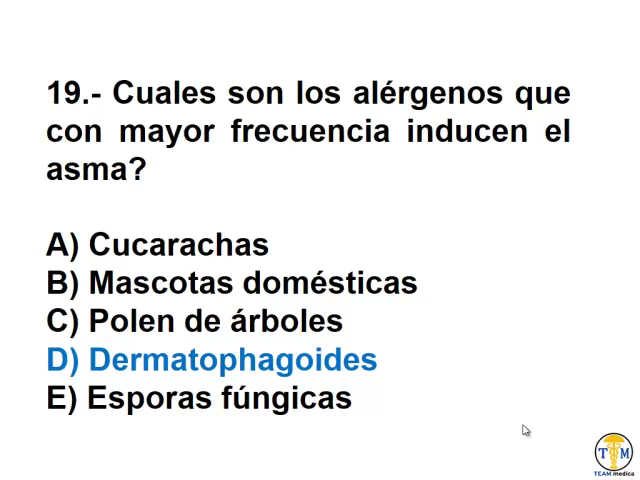 19.- Cuales son los alérgenos que
con mayor frecuencia inducen el
asma?
A) Cucarachas
B) Mascotas domésticas
C) Polen de árboles
D) Dermatophagoides
E) Esporas fúngicas
T M
TEAM medica